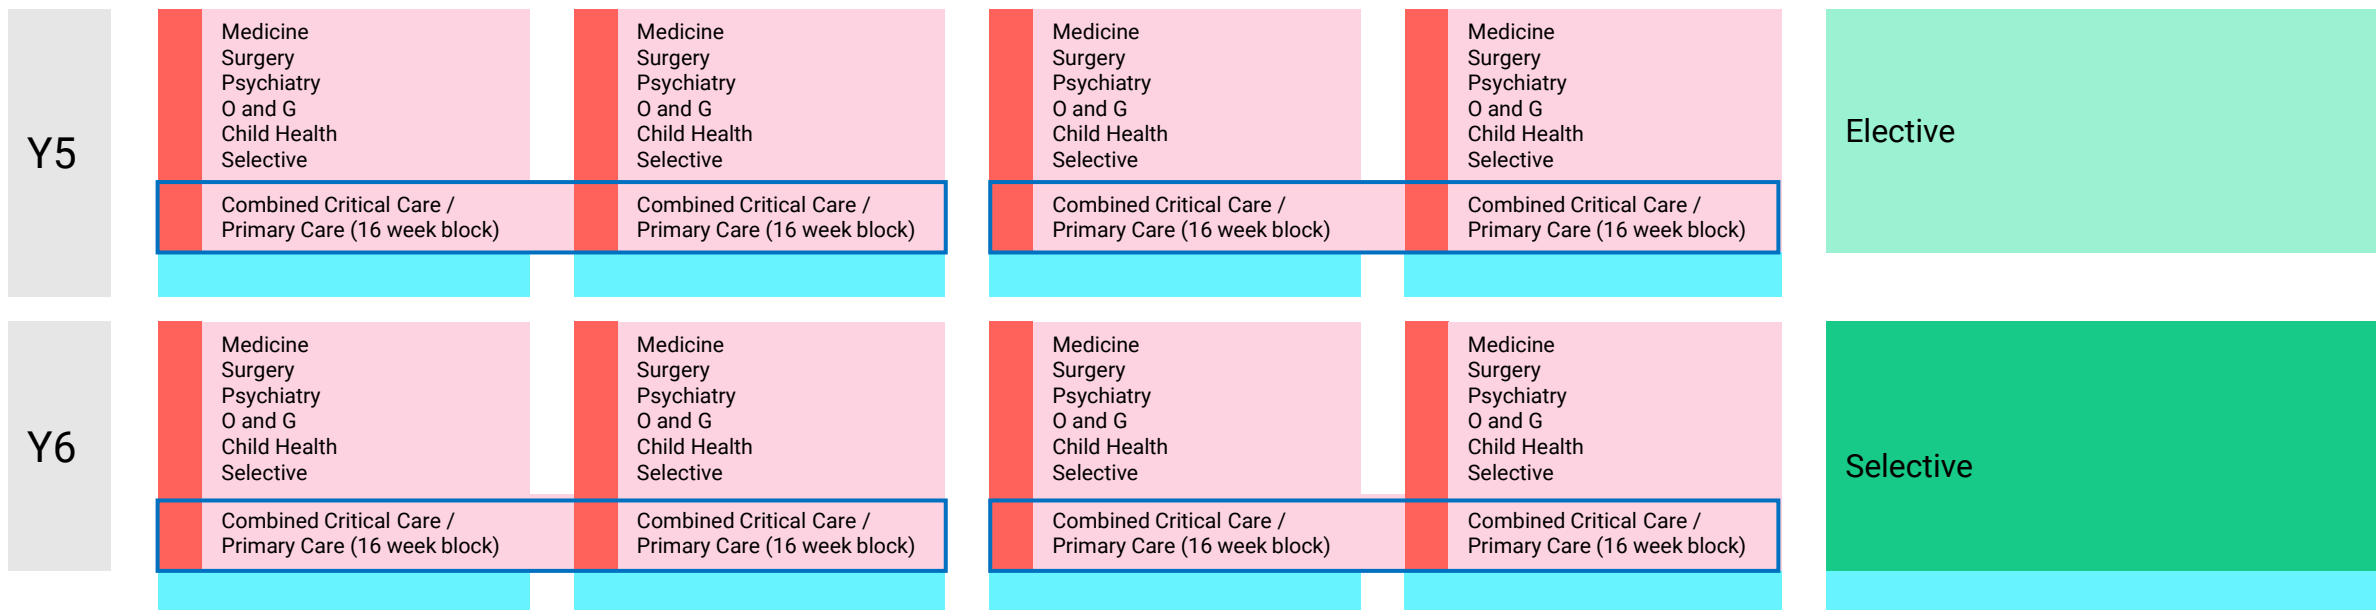 Y5
Medicine
Surgery
Psychiatry
O and G
Child Health
Selective
Combined Critical Care /
Primary Care (16 week block)
Medicine
Surgery
Psychiatry
O and G
Child Health
Selective
Combined Critical Care /
Primary Care (16 week block)
Medicine
Surgery
Psychiatry
O and G
Child Health
Selective
Combined Critical Care /
Primary Care (16 week block)
Medicine
Surgery
Psychiatry
O and G
Child Health
Selective
Combined Critical Care /
Primary Care (16 week block)
Elective
Y6
Medicine
Surgery
Psychiatry
O and G
Child Health
Selective
Combined Critical Care /
Primary Care (16 week block)
Medicine
Surgery
Psychiatry
O and G
Child Health
Selective
Combined Critical Care /
Primary Care (16 week block)
Medicine
Surgery
Psychiatry
O and G
Child Health
Selective
Combined Critical Care /
Primary Care (16 week block)
Medicine
Surgery
Psychiatry
O and G
Child Health
Selective
Combined Critical Care /
Primary Care (16 week block)
Selective